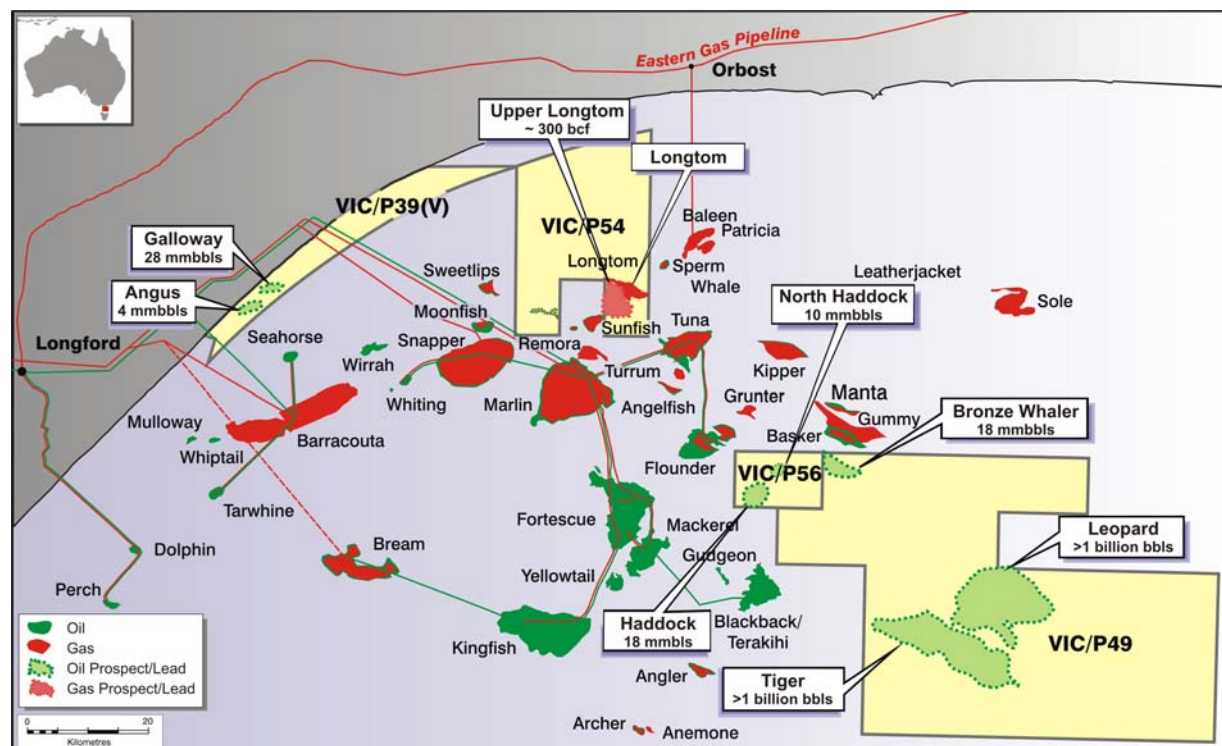 Eastern Gas Pipeline
Orbost
Upper Longtom
~ 300 bcf
Longtom
VIC/P39(V)
VIC/P54
Galloway
28 mmbbls
Angus
4 mmbbls
Longford
Baleen
Patricia
Longtom
Sperm
Whale
Leatherjacket
Sole
North Haddock
10 mmbbls
Sweetlips
Moonfish
Seahorse
Wirrah
Snapper
Remora
Sunfish
Tuna
Turrum
Kipper
Whiting
Marlin
Angelfish
Grunter
Manta
Gummy
Basker
Bronze Whaler
18 mmbbls
Mulloway
Whiptail
Barracouta
Tarwhine
Flounder
VIC/P56
Fortescue
Mackerel
Gudgeon
Leopard
>1 billion bbls
Dolphin
Perch
Bream
Yellowtail
Kingfish
Haddock
18 mmbls
Blackback/
Terakihi
VIC/P49
Tiger
>1 billion bbls
Angler
Archer
Anemone
Oil
Gas
Oil Prospect/Lead
Gas Prospect/Lead
0 20
Kilometres